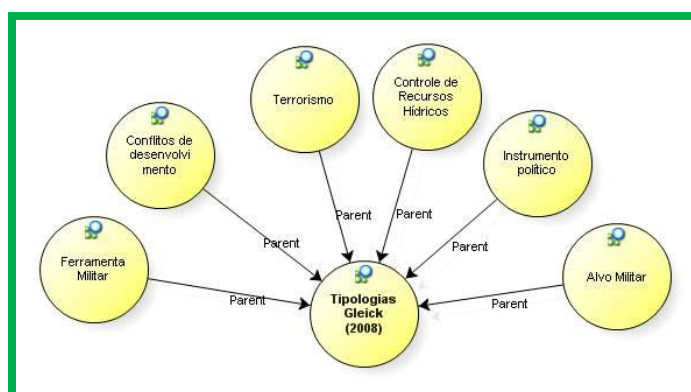 Terrorismo
Controle de
Recursos
Hídricos
Conflitos de
desenvolvi
mento
Instrumento
político
Parent
Parent
Parent
Parent
Ferramenta
Militar
Parent
Tipologias
Gleick
(2008)
Parent
Alvo Militar